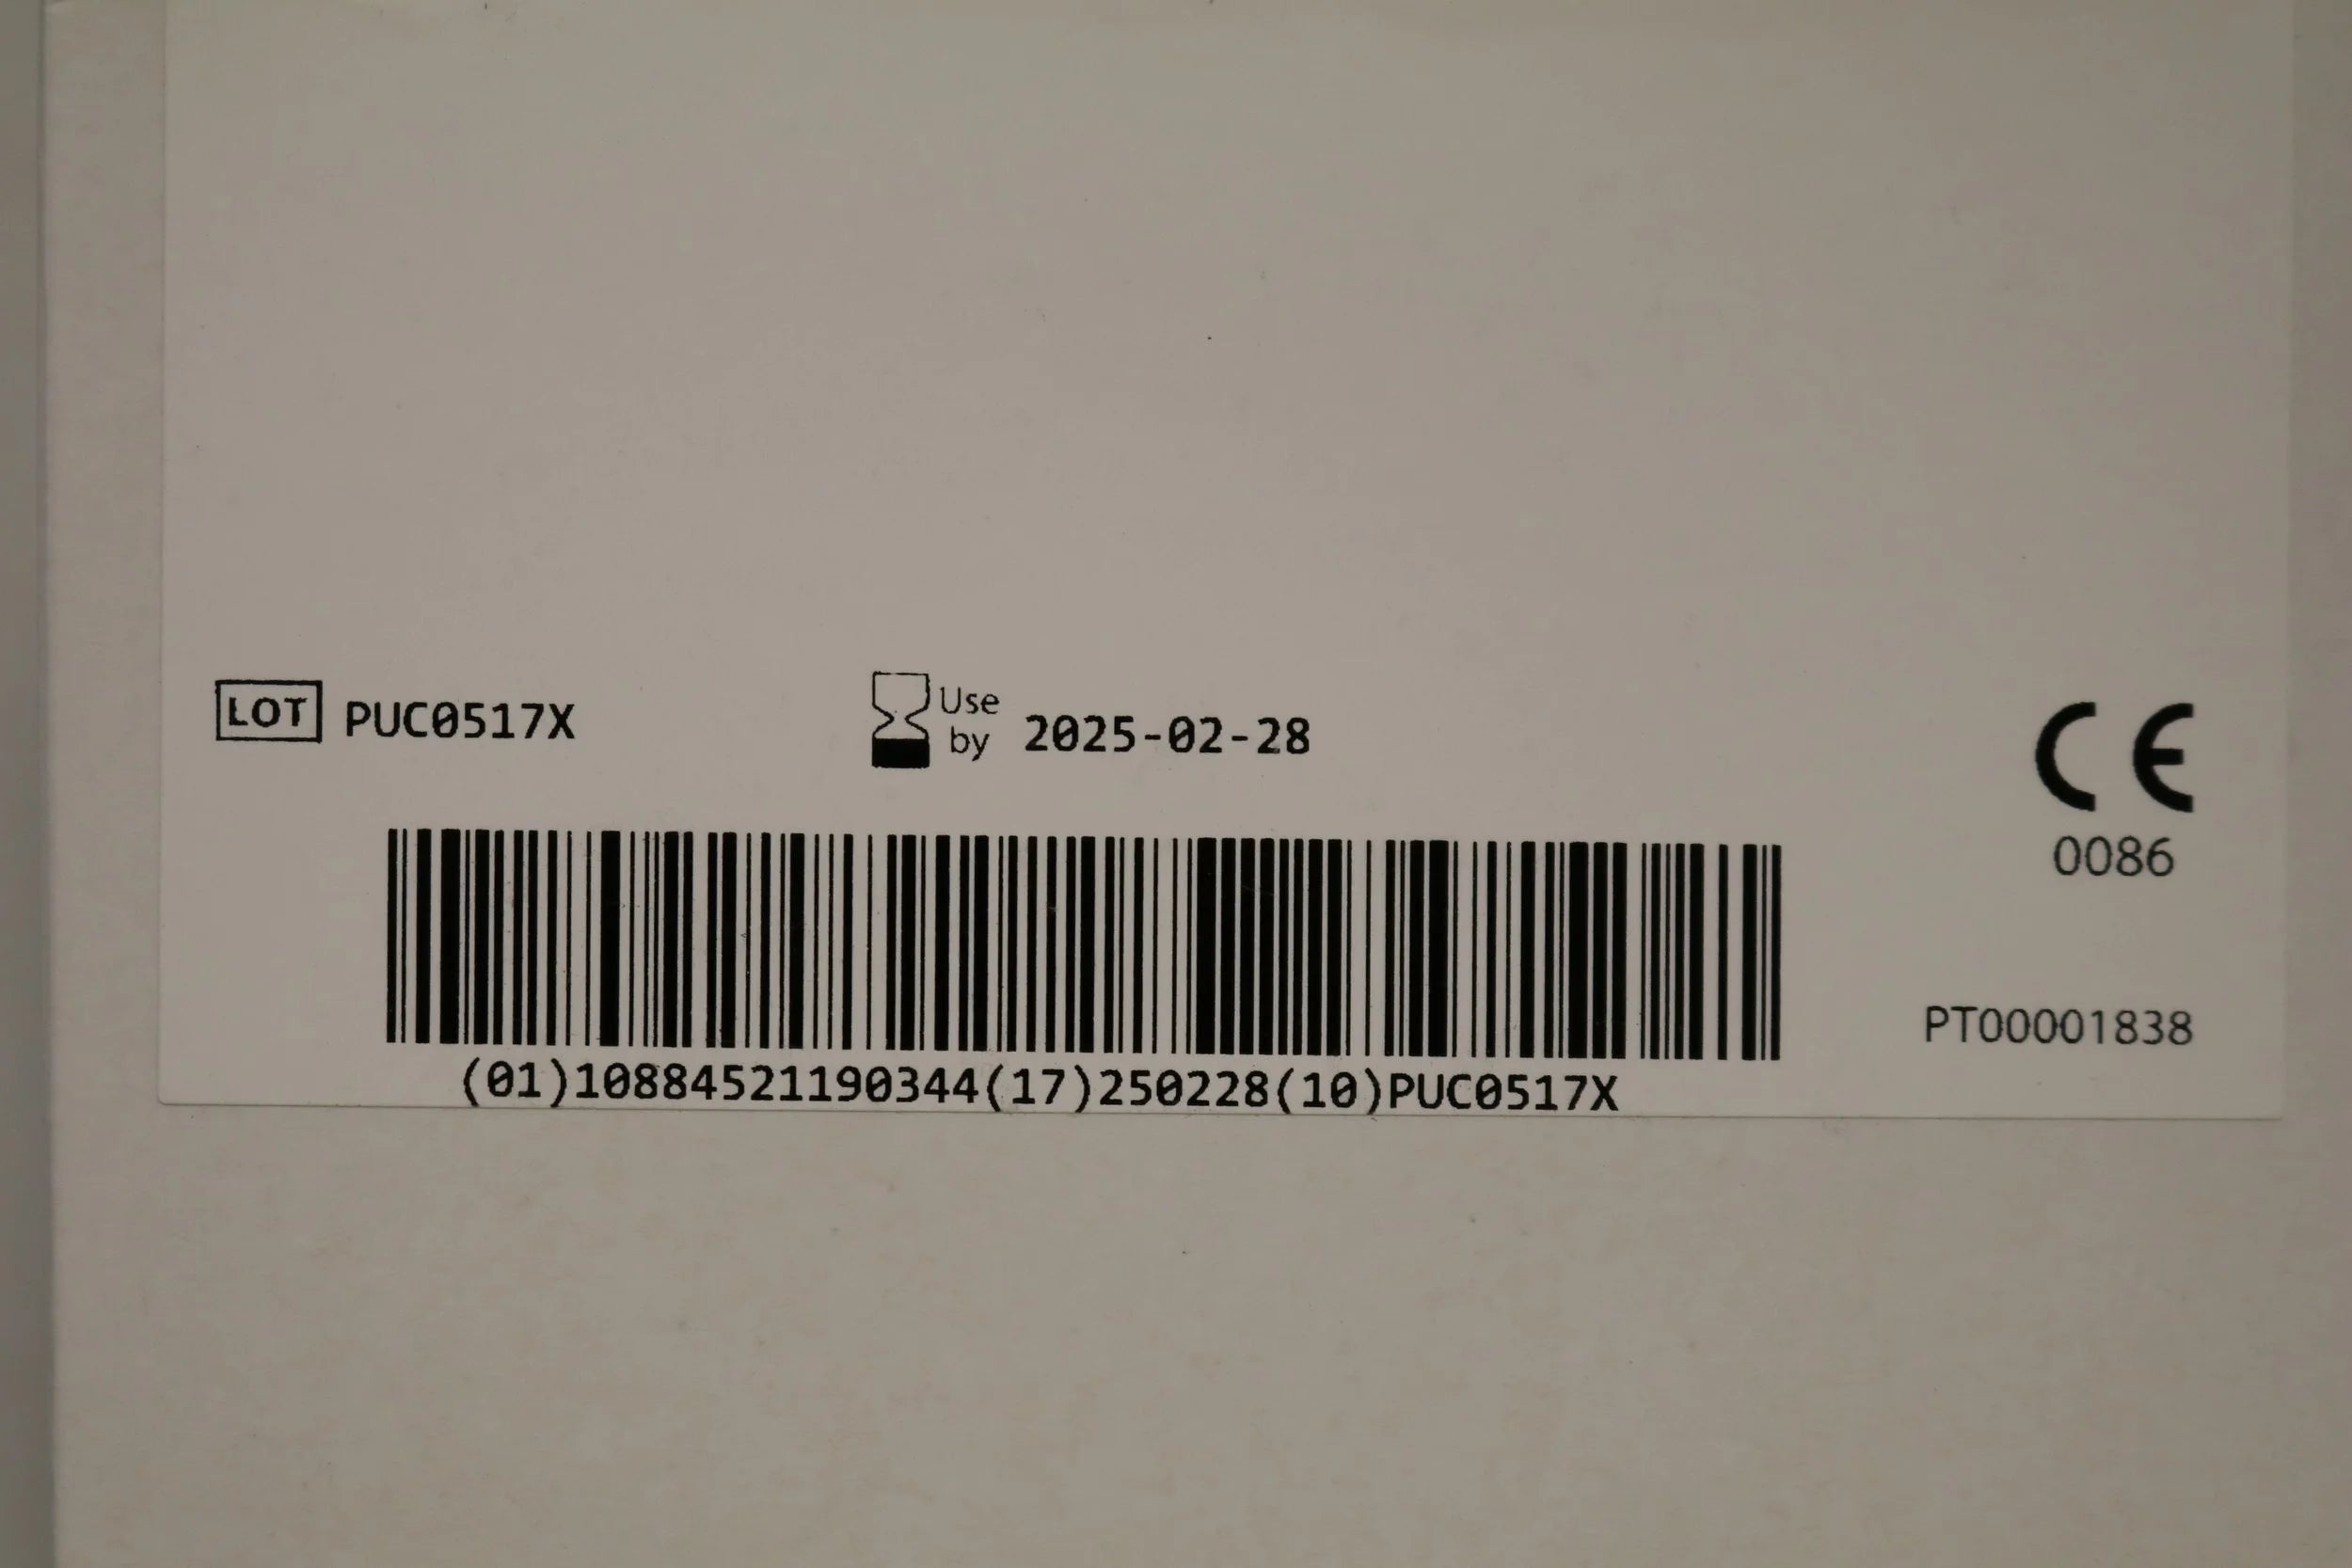 LOT PUC0517X
Use by 2025-02-28
CE
0086
PT00001838
(01)10884521190344(17)250228(10)PUC0517X